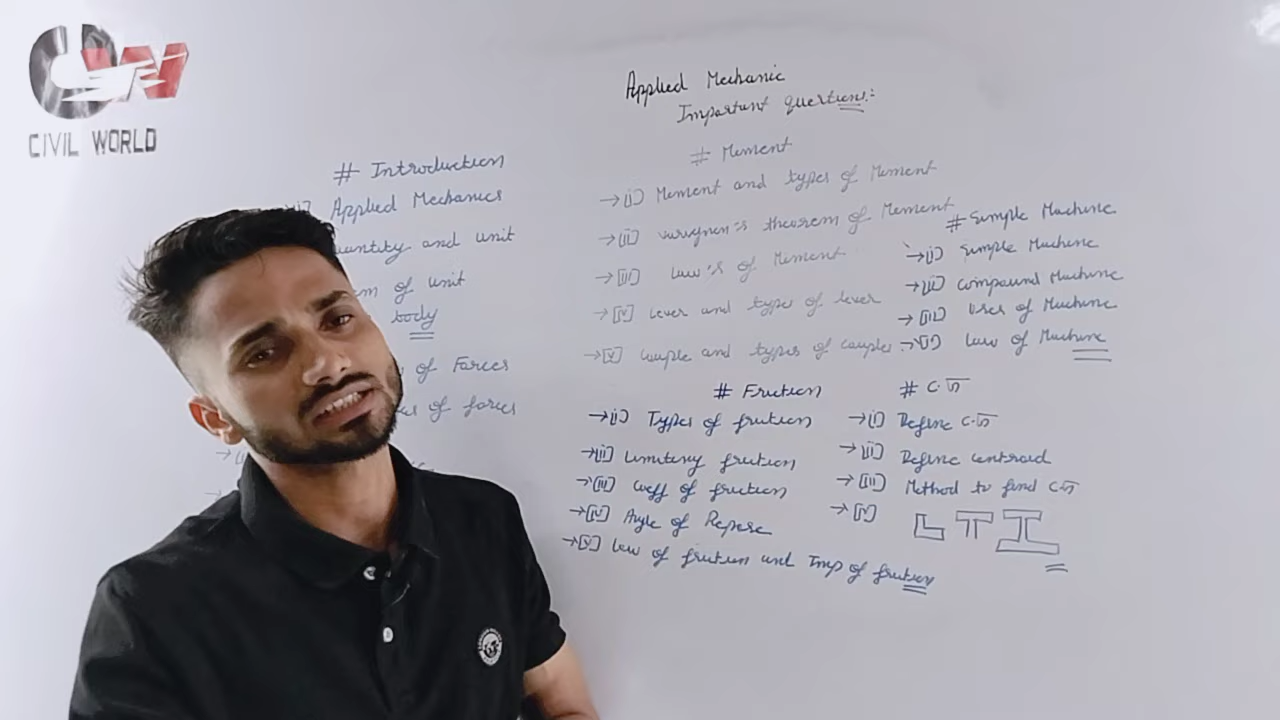 CW
CIVIL WORLD
Applied Mechanic
Important question:
# Introduction
Applied Mechanics
and unit
of unit
body
of Forces
of forces
# Moment
→(i) Moment and types of Moment
→(ii) theorem of Moment
→(iii) Law's of Moment
→(iv) Lever and type of lever
→(v) couple and types of couple
# Simple Machine
→(i) Simple Machine
→(ii) compound Machine
→(iii) Uses of Machine
→(iv) Law of Machine
# Friction
→(i) Types of friction
→(ii) Limiting friction
→(iii) Coeff of friction
→(iv) Angle of Repose
→(v) Law of friction and Imp of friction
# C.G
→(i) Define C.G
→(ii) Define centroid
→(iii) Method to find C.G
→(iv)